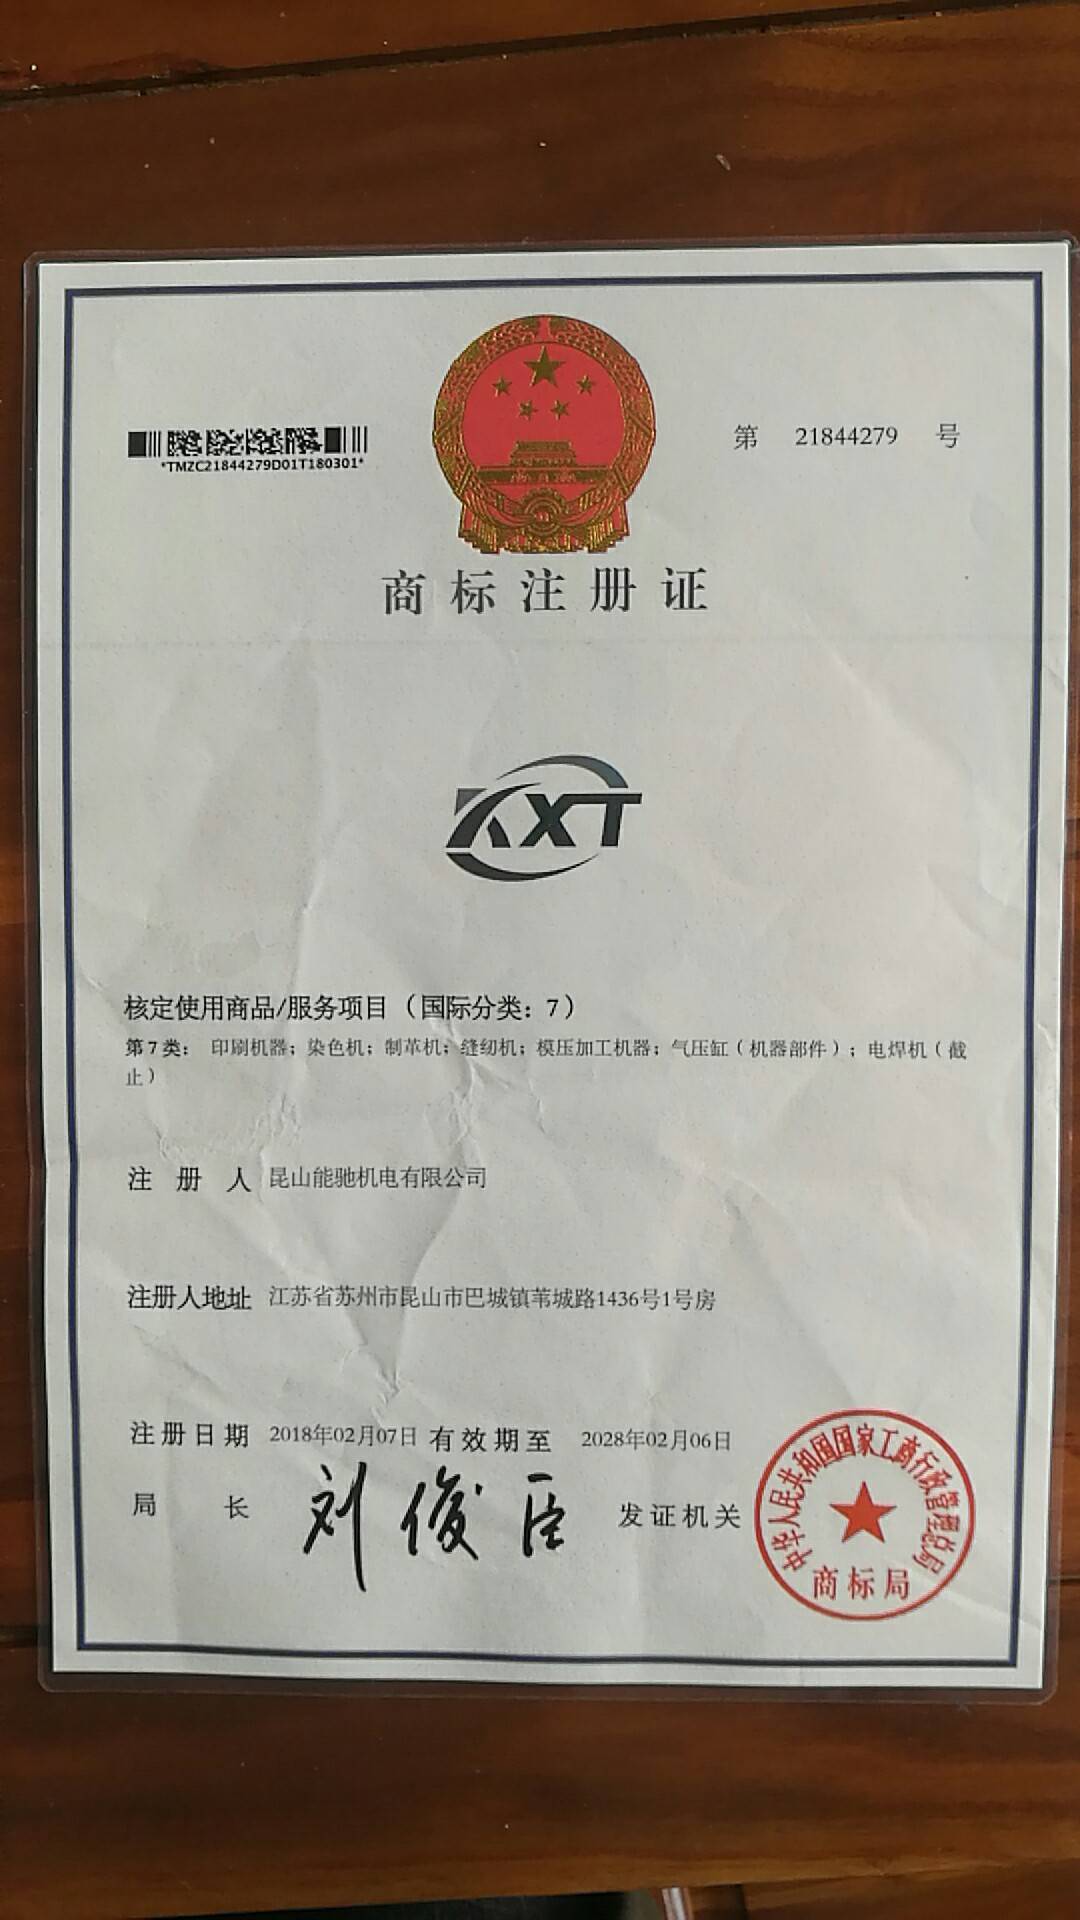 第 21844279 号
*TMZC21844279D01T180301*
商标注册证
KXT
核定使用商品/服务项目（国际分类：7）
第7类： 印刷机器；染色机；制革机；缝纫机；模压加工机器；气压缸（机器部件）；电焊机（截
止）
注册人 昆山能驰机电有限公司
注册人地址 江苏省苏州市昆山市巴城镇苇城路1436号1号房
注册日期 2018年02月07日 有效期至 2028年02月06日
局长 刘俊臣 发证机关
中华人民共和国国家工商行政管理总局
商标局